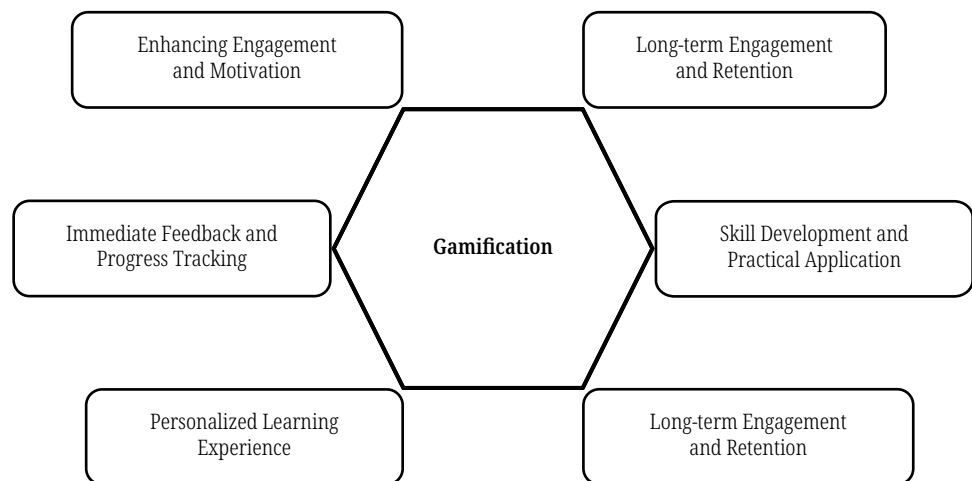 Enhancing Engagement
and Motivation
Long-term Engagement
and Retention
Immediate Feedback and
Progress Tracking
Gamification
Skill Development and
Practical Application
Personalized Learning
Experience
Long-term Engagement
and Retention